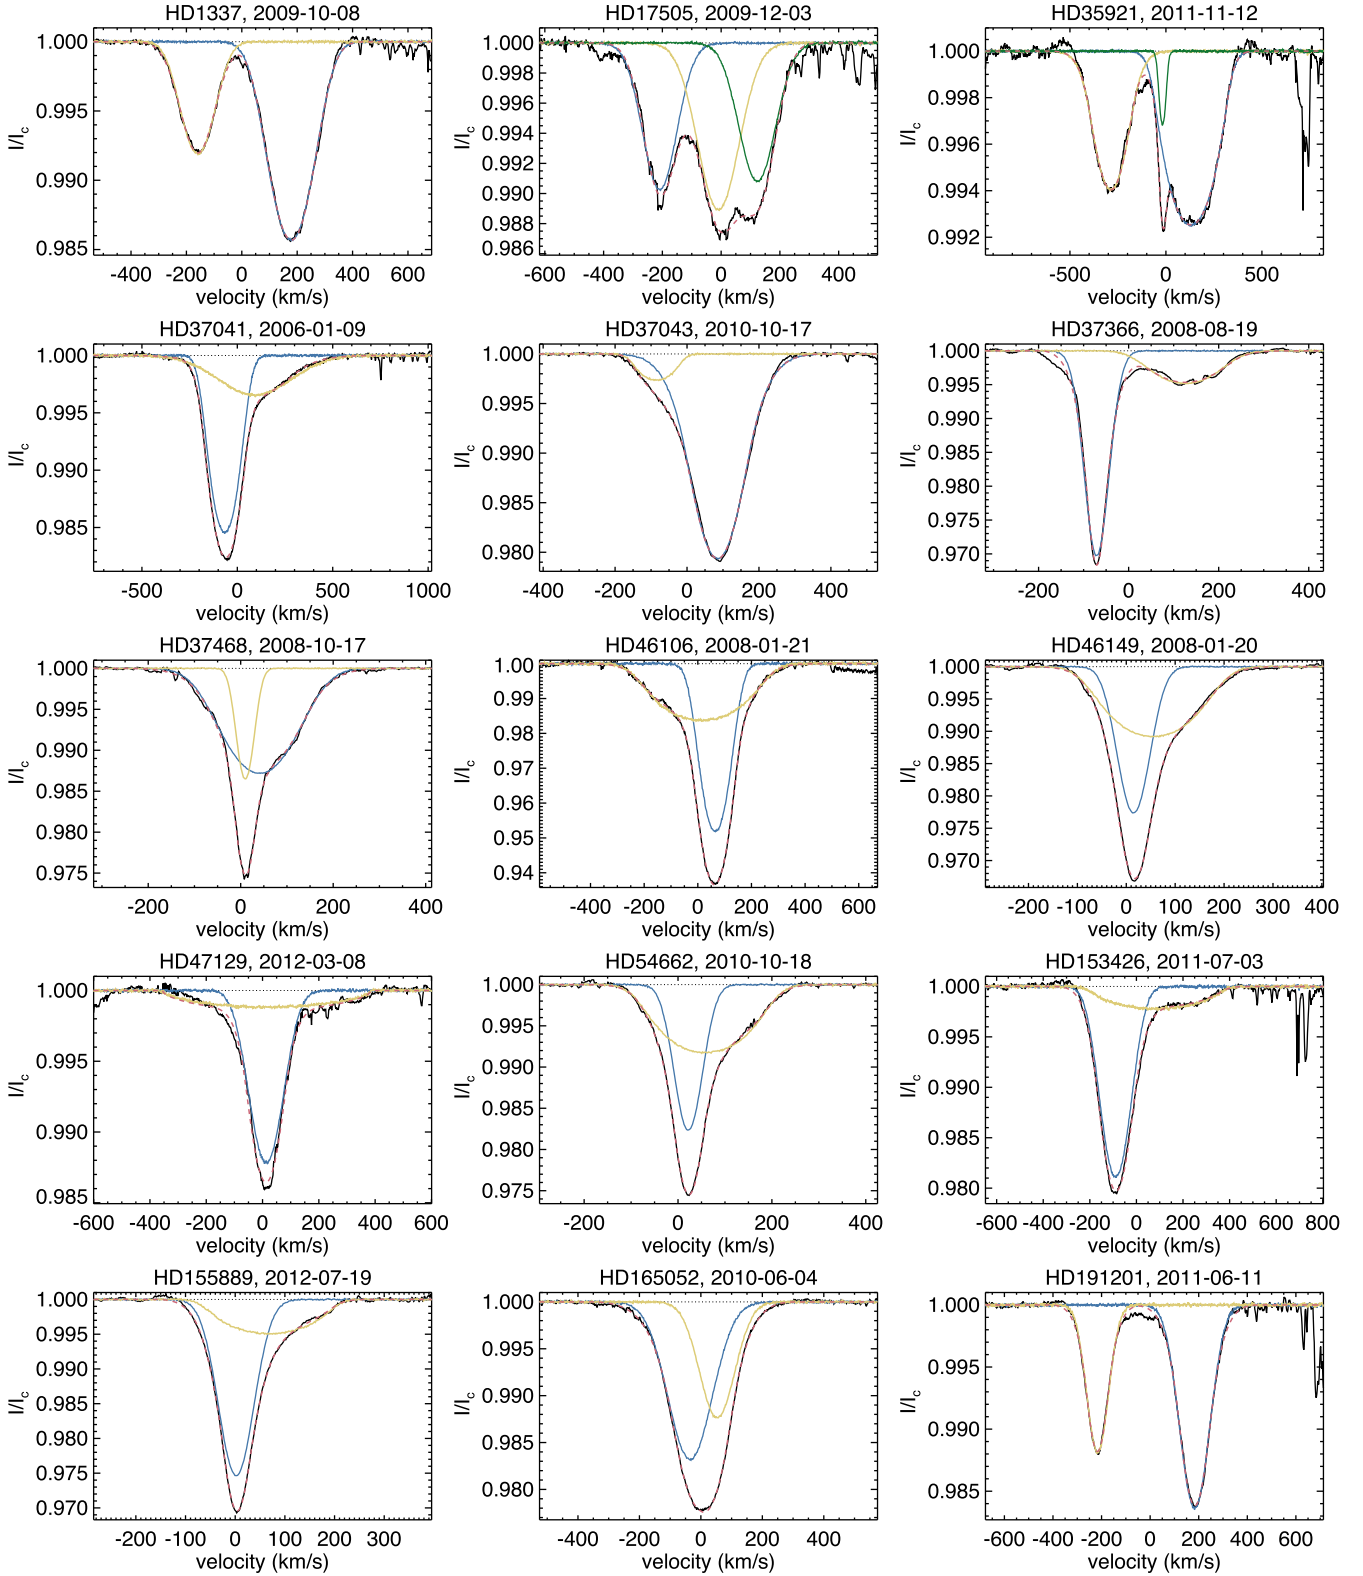 HD1337, 2009-10-08
HD17505, 2009-12-03
HD35921, 2011-11-12
I/Ic
1.000
0.995
0.990
0.985
-400 -200 0 200 400 600
velocity (km/s)
I/Ic
1.000
0.998
0.996
0.994
0.992
0.990
0.988
0.986
-600 -400 -200 0 200 400
velocity (km/s)
I/Ic
1.000
0.998
0.996
0.994
0.992
-500 0 500
velocity (km/s)
HD37041, 2006-01-09
HD37043, 2010-10-17
HD37366, 2008-08-19
I/Ic
1.000
0.995
0.990
0.985
-500 0 500 1000
velocity (km/s)
I/Ic
1.000
0.995
0.990
0.985
0.980
-400 -200 0 200 400
velocity (km/s)
I/Ic
1.000
0.995
0.990
0.985
0.980
0.975
0.970
-200 0 200 400
velocity (km/s)
HD37468, 2008-10-17
HD46106, 2008-01-21
HD46149, 2008-01-20
I/Ic
1.000
0.995
0.990
0.985
0.980
0.975
-200 0 200 400
velocity (km/s)
I/Ic
1.00
0.99
0.98
0.97
0.96
0.95
0.94
-400 -200 0 200 400 600
velocity (km/s)
I/Ic
1.000
0.995
0.990
0.985
0.980
0.975
0.970
-200 -100 0 100 200 300 400
velocity (km/s)
HD47129, 2012-03-08
HD54662, 2010-10-18
HD153426, 2011-07-03
I/Ic
1.000
0.995
0.990
0.985
-600 -400 -200 0 200 400 600
velocity (km/s)
I/Ic
1.000
0.995
0.990
0.985
0.980
0.975
-200 0 200 400
velocity (km/s)
I/Ic
1.000
0.995
0.990
0.985
0.980
-600 -400 -200 0 200 400 600 800
velocity (km/s)
HD155889, 2012-07-19
HD165052, 2010-06-04
HD191201, 2011-06-11
I/Ic
1.000
0.995
0.990
0.985
0.980
0.975
0.970
-200 -100 0 100 200 300
velocity (km/s)
I/Ic
1.000
0.995
0.990
0.985
0.980
-400 -200 0 200 400
velocity (km/s)
I/Ic
1.000
0.995
0.990
0.985
-600 -400 -200 0 200 400 600
velocity (km/s)